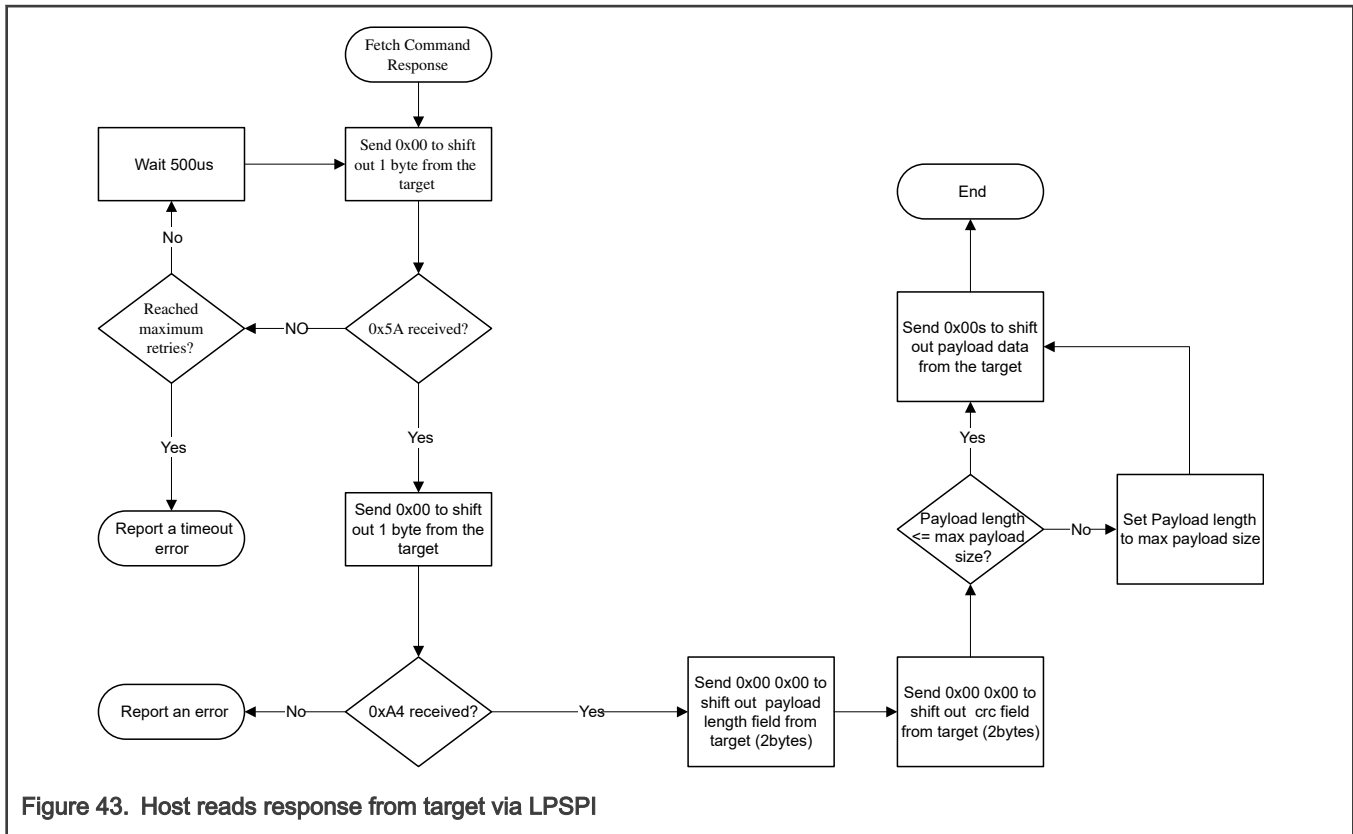 Fetch Command
Response
Wait 500us
Send 0x00 to shift
out 1 byte from the
target
No
Reached
maximum
retries?
NO
0x5A received?
Yes
Report a timeout
error
Yes
Send 0x00 to shift
out 1 byte from the
target
Report an error
No
0xA4 received?
Yes
Send 0x00 0x00 to
shift out payload
length field from
target (2bytes)
Send 0x00 0x00 to
shift out crc field
from target (2bytes)
Payload length
<= max payload
size?
No
Set Payload length
to max payload size
Yes
Send 0x00s to shift
out payload data
from the target
End
Figure 43. Host reads response from target via LPSPI